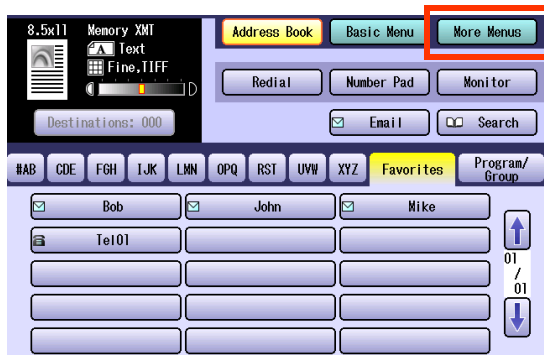 8.5x11 Memory XMT
A Text
Fine,TIFF
D
Destinations: 000
Address Book Basic Menu More Menus
Redial Number Pad Monitor
Email Search
#AB CDE FGH IJK LMN OPQ RST UVW XYZ Favorites Program/
Group
Bob John Mike
Tel01
01
/
01